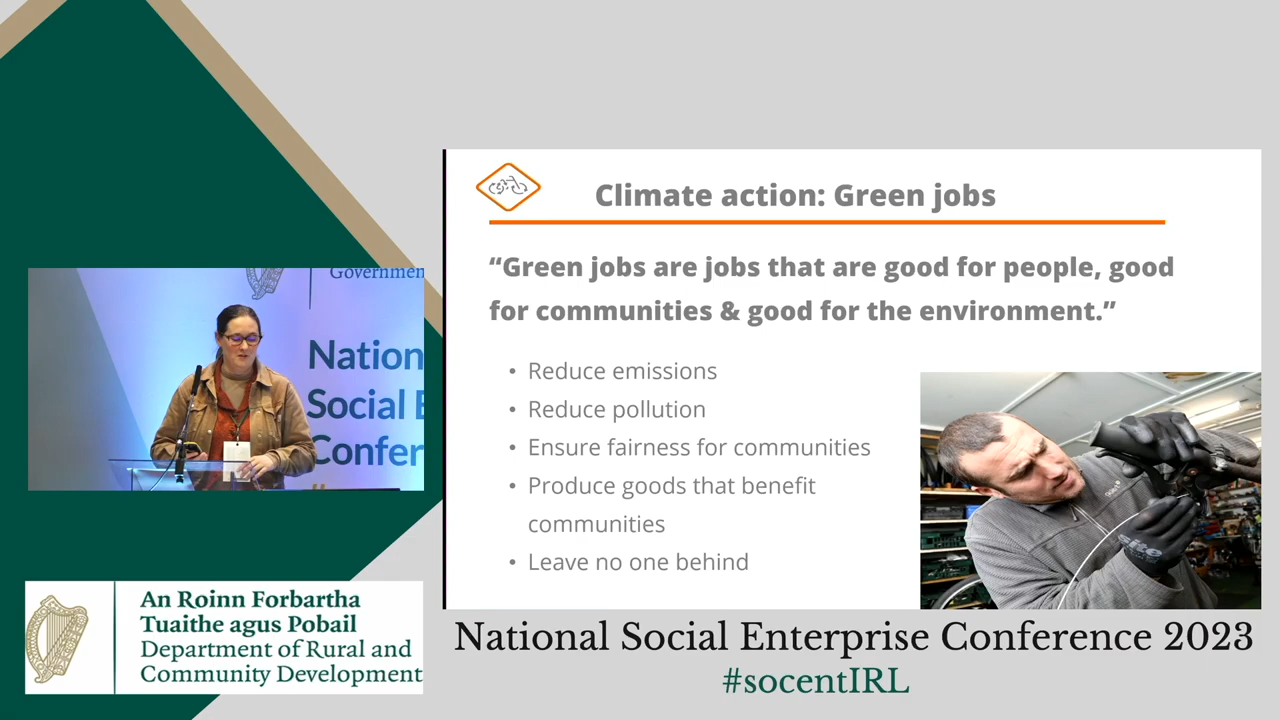 Climate action: Green jobs
“Green jobs are jobs that are good for people, good
for communities & good for the environment.”
• Reduce emissions
• Reduce pollution
• Ensure fairness for communities
• Produce goods that benefit
communities
• Leave no one behind
Governmen
Nation
Social E
Confer
site
An Roinn Forbartha
Tuaithe agus Pobail
Department of Rural and
Community Development
National Social Enterprise Conference 2023
#socentIRL